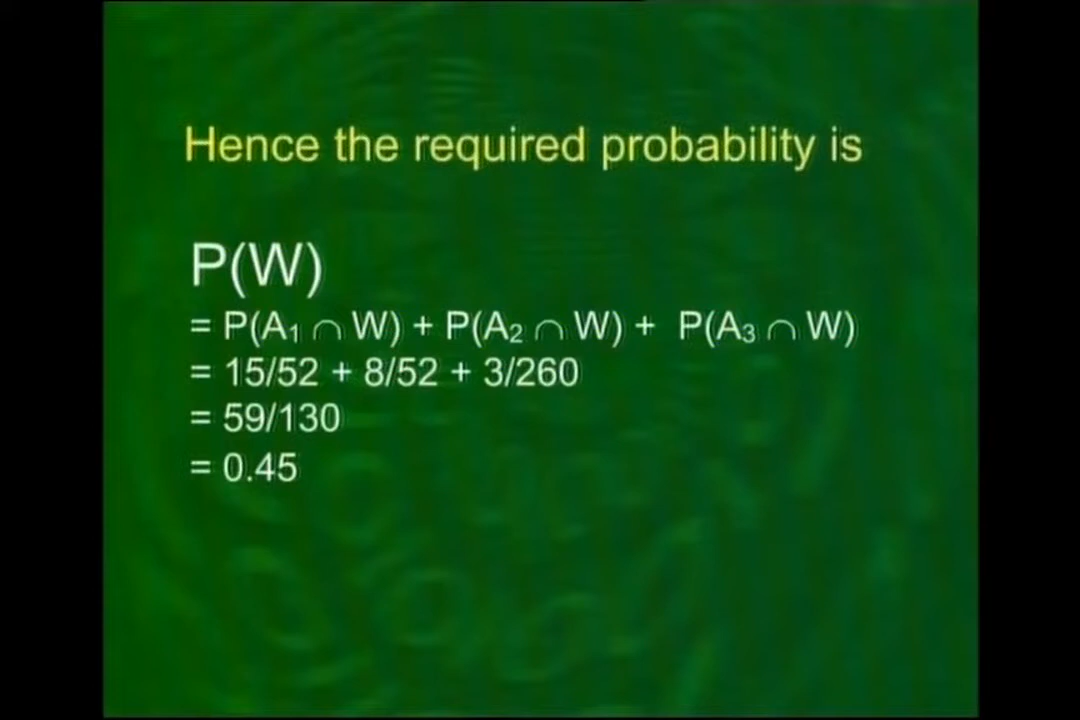 Hence the required probability is
P(W)
= P(A₁ ∩ W) + P(A₂ ∩ W) + P(A₃ ∩ W)
= 15/52 + 8/52 + 3/260
= 59/130
= 0.45